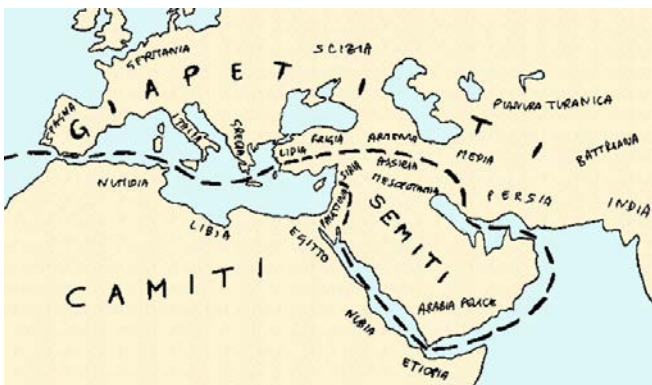 GERMANIA
SCIZIA
GIAPETITI
SPAGNA
ITALIA
GRECIA
LIDIA
FRIGIA
ARMENIA
PIANURA TURANICA
BATTRIANA
MEDIA
ASSIRIA
MESOPOTAMIA
SIRIA
PALESTINA
PERSIA
INDIA
NUMIDIA
LIBIA
EGITTO
SEMITI
CAMITI
ARABIA FELICE
NUBIA
ETIOPIA